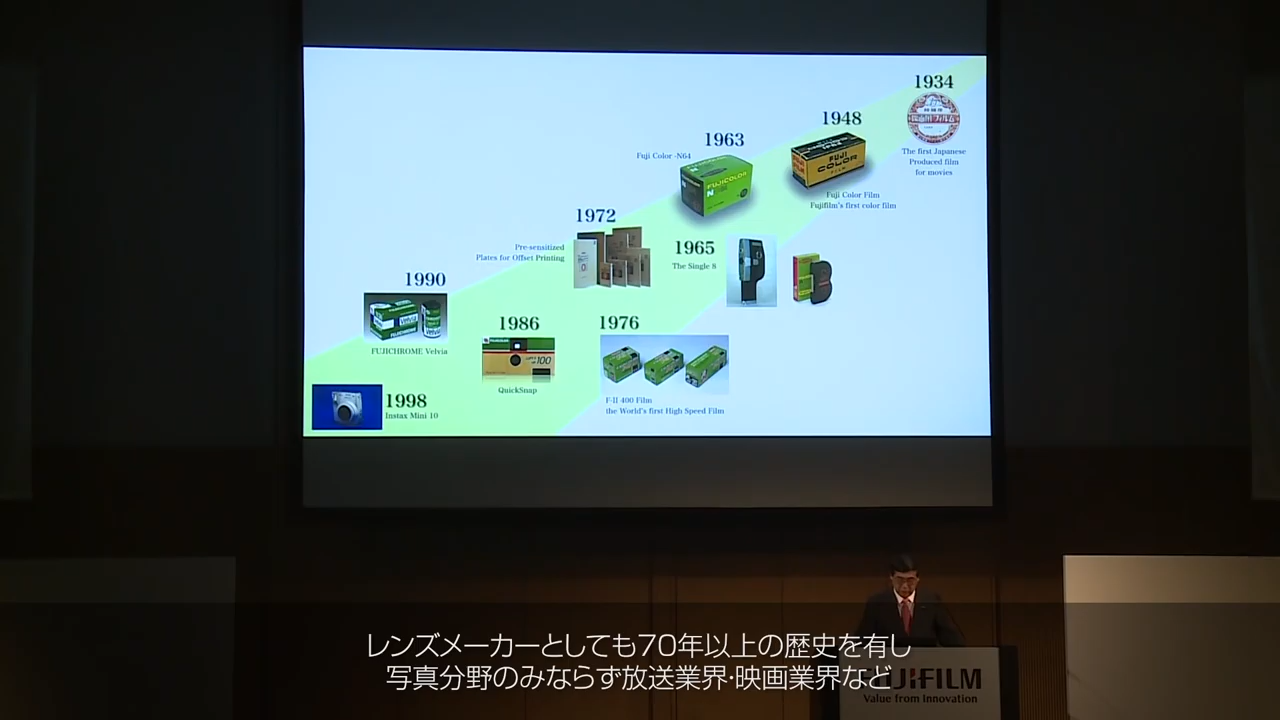 1934
The first Japanese
Produced film
for movies
1948
FUJI
COLOR
FILM
Fuji Color Film
Fujifilm's first color film
1963
Fuji Color -N64
FUJICOLOR
N
1972
Pre-sensitized
Plates for Offset Printing
1965
The Single 8
1990
Velvia
FUJICHROME
FUJICHROME Velvia
1986
FUJICOLOR
100
QuickSnap
1976
F-II 400 Film
the World's first High Speed Film
1998
Instax Mini 10
レンズメーカーとしても70年以上の歴史を有し
写真分野のみならず放送業界・映画業界など
FUJIFILM
Value from Innovation